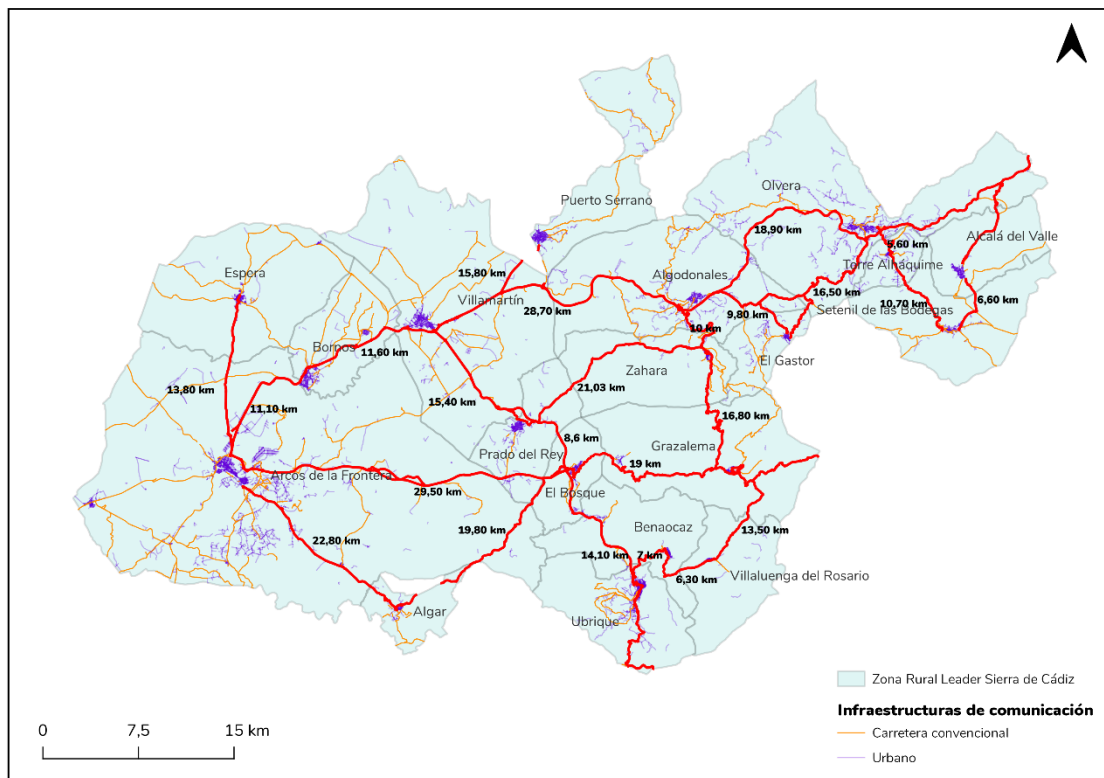 Puerto Serrano
Olvera
18,90 km
5,60 km
Alcalá del Valle
Espora
15,80 km
Algodonales
Torre Alháquime
Villamartín
28,70 km
16,50 km
10,70 km
6,60 km
9,80 km
Setenil de las Bodegas
10 km
Bornos
11,60 km
El Gastor
Zahara
13,80 km
21,03 km
11,10 km
15,40 km
16,80 km
8,6 km
Grazalema
Prado del Rey
19 km
Arcos de la Frontera
29,50 km
El Bosque
19,80 km
Benaocaz
13,50 km
22,80 km
14,10 km
7 km
6,30 km
Villaluenga del Rosario
Algar
Ubrique
Zona Rural Leader Sierra de Cádiz
Infraestructuras de comunicación
Carretera convencional
Urbano
0 7,5 15 km